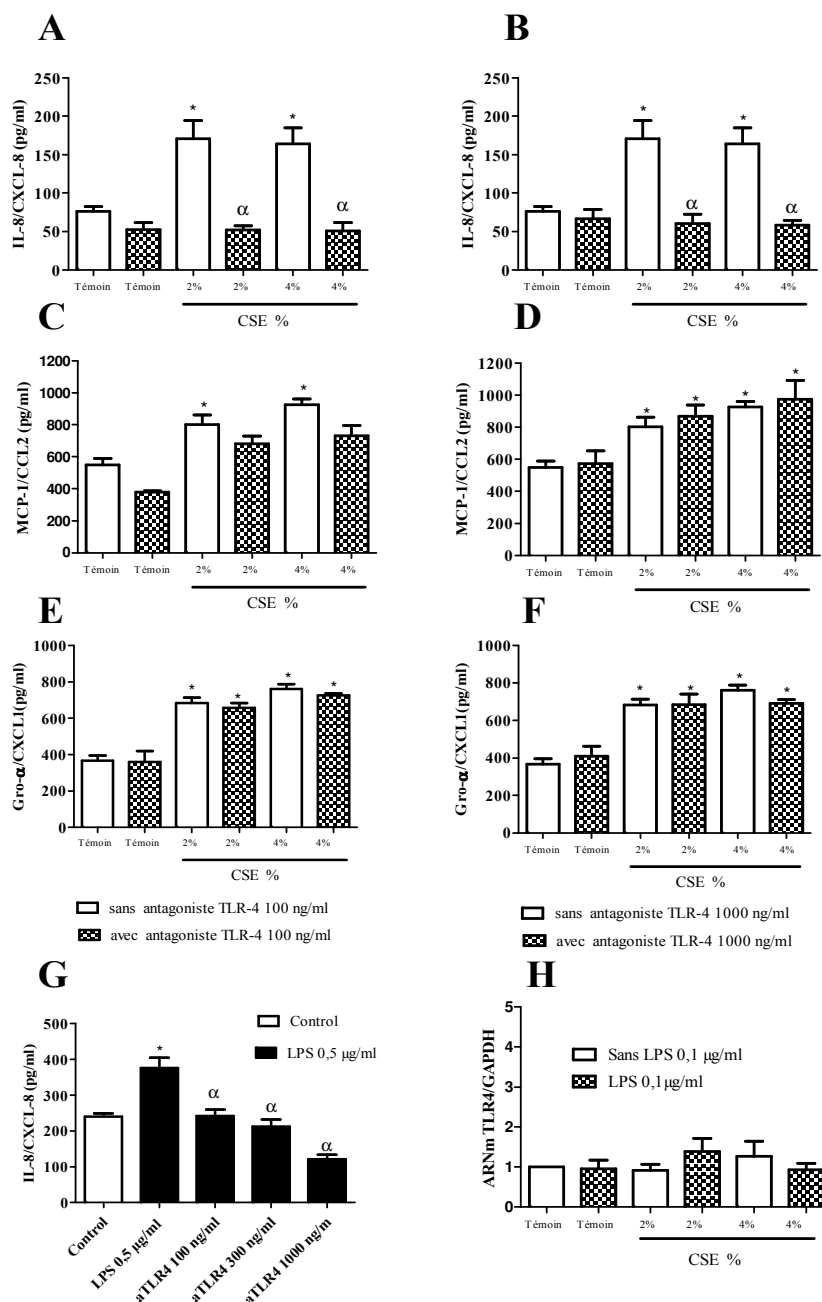 A
B
250
200
150
100
50
0
IL-8/CXCL-8 (pg/ml)
*
α
*
α
Témoin Témoin 2% 2% 4% 4%
CSE %
250
200
150
100
50
0
IL-8/CXCL-8 (pg/ml)
*
α
*
α
Témoin Témoin 2% 2% 4% 4%
CSE %
C
D
1200
1000
800
600
400
200
0
MCP-1/CCL2 (pg/ml)
*
*
Témoin Témoin 2% 2% 4% 4%
CSE %
1200
1000
800
600
400
200
0
MCP-1/CCL2 (pg/ml)
*
*
*
*
Témoin Témoin 2% 2% 4% 4%
CSE %
E
F
1000
800
600
400
200
0
Gro-α/CXCL1(pg/ml)
*
*
*
*
Témoin Témoin 2% 2% 4% 4%
CSE %
sans antagoniste TLR-4 100 ng/ml
avec antagoniste TLR-4 100 ng/ml
1000
800
600
400
200
0
Gro-α/CXCL1(pg/ml)
*
*
*
*
Témoin Témoin 2% 2% 4% 4%
CSE %
sans antagoniste TLR-4 1000 ng/ml
avec antagoniste TLR-4 1000 ng/ml
G
H
500
400
300
200
100
0
IL-8/CXCL-8 (pg/ml)
*
α
α
α
Control
LPS 0,5 µg/ml
Control
LPS 0,5 µg/ml
aTLR4 100 ng/ml
aTLR4 300 ng/ml
aTLR4 1000 ng/m
5
4
3
2
1
0
ARNm TLR4/GAPDH
Sans LPS 0,1 µg/ml
LPS 0,1µg/ml
Témoin Témoin 2% 2% 4% 4%
CSE %